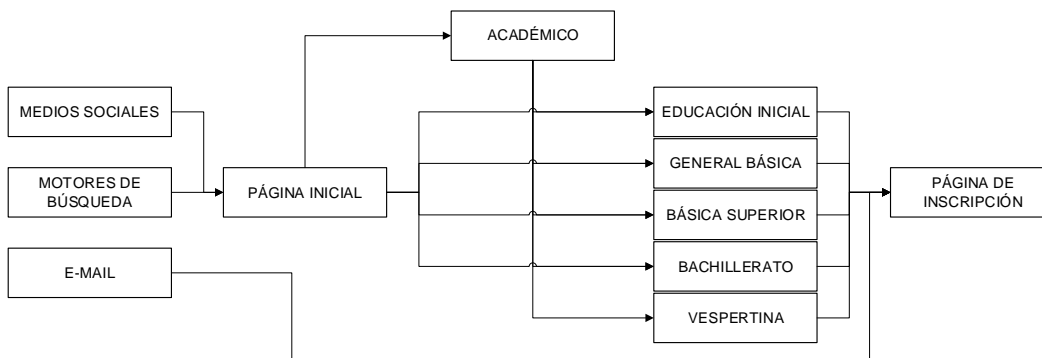 ACADÉMICO
MEDIOS SOCIALES
MOTORES DE
BÚSQUEDA
E-MAIL
PÁGINA INICIAL
EDUCACIÓN INICIAL
GENERAL BÁSICA
BÁSICA SUPERIOR
BACHILLERATO
VESPERTINA
PÁGINA DE
INSCRIPCIÓN